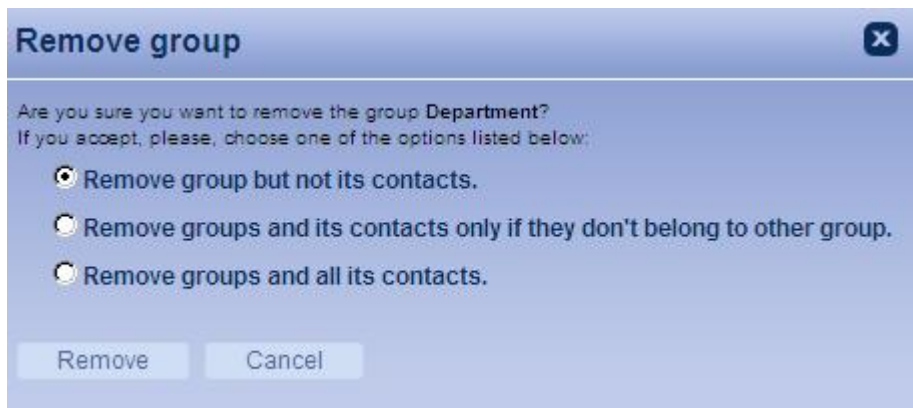 Remove group
Are you sure you want to remove the group Department?
If you accept, please, choose one of the options listed below:
Remove group but not its contacts.
Remove groups and its contacts only if they don't belong to other group.
Remove groups and all its contacts.
Remove Cancel